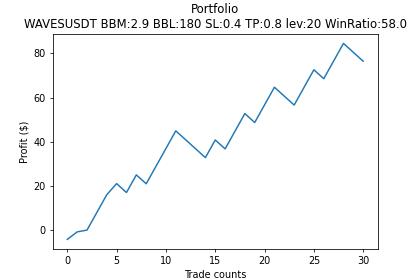 Portfolio
WAVESUSDT BBM:2.9 BBL:180 SL:0.4 TP:0.8 lev:20 WinRatio:58.0
80
60
40
20
0
Profit ($)
0 5 10 15 20 25 30
Trade counts